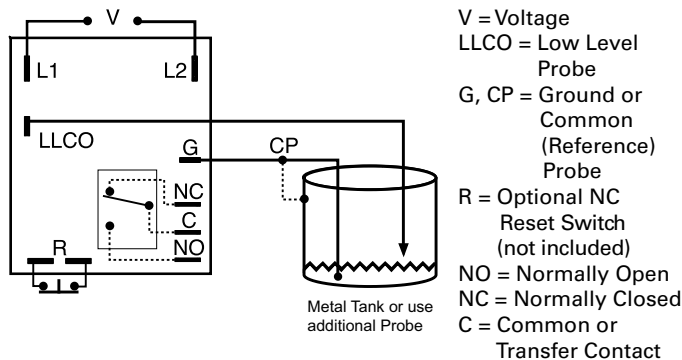 V
L1
L2
LLCO
G
CP
NC
C
NO
R
Metal Tank or use
additional Probe
V = Voltage
LLCO = Low Level
Probe
G, CP = Ground or
Common
(Reference)
Probe
R = Optional NC
Reset Switch
(not included)
NO = Normally Open
NC = Normally Closed
C = Common or
Transfer Contact